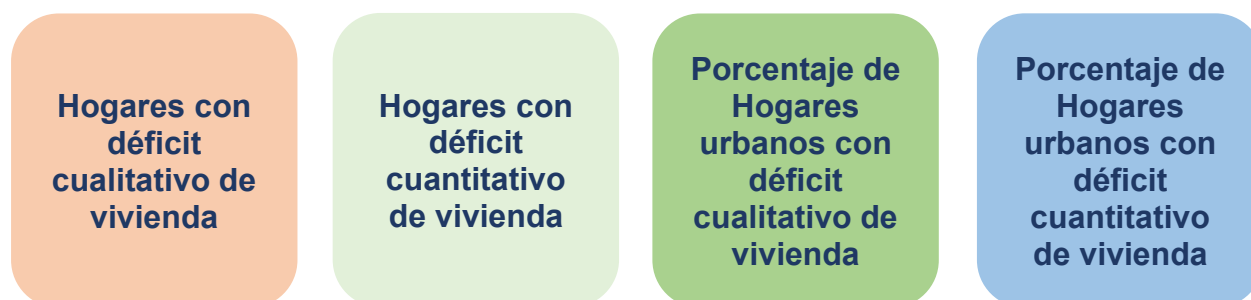 Hogares con
déficit
cualitativo de
vivienda
Hogares con
déficit
cuantitativo
de vivienda
Porcentaje de
Hogares
urbanos con
déficit
cualitativo de
vivienda
Porcentaje de
Hogares
urbanos con
déficit
cuantitativo
de vivienda